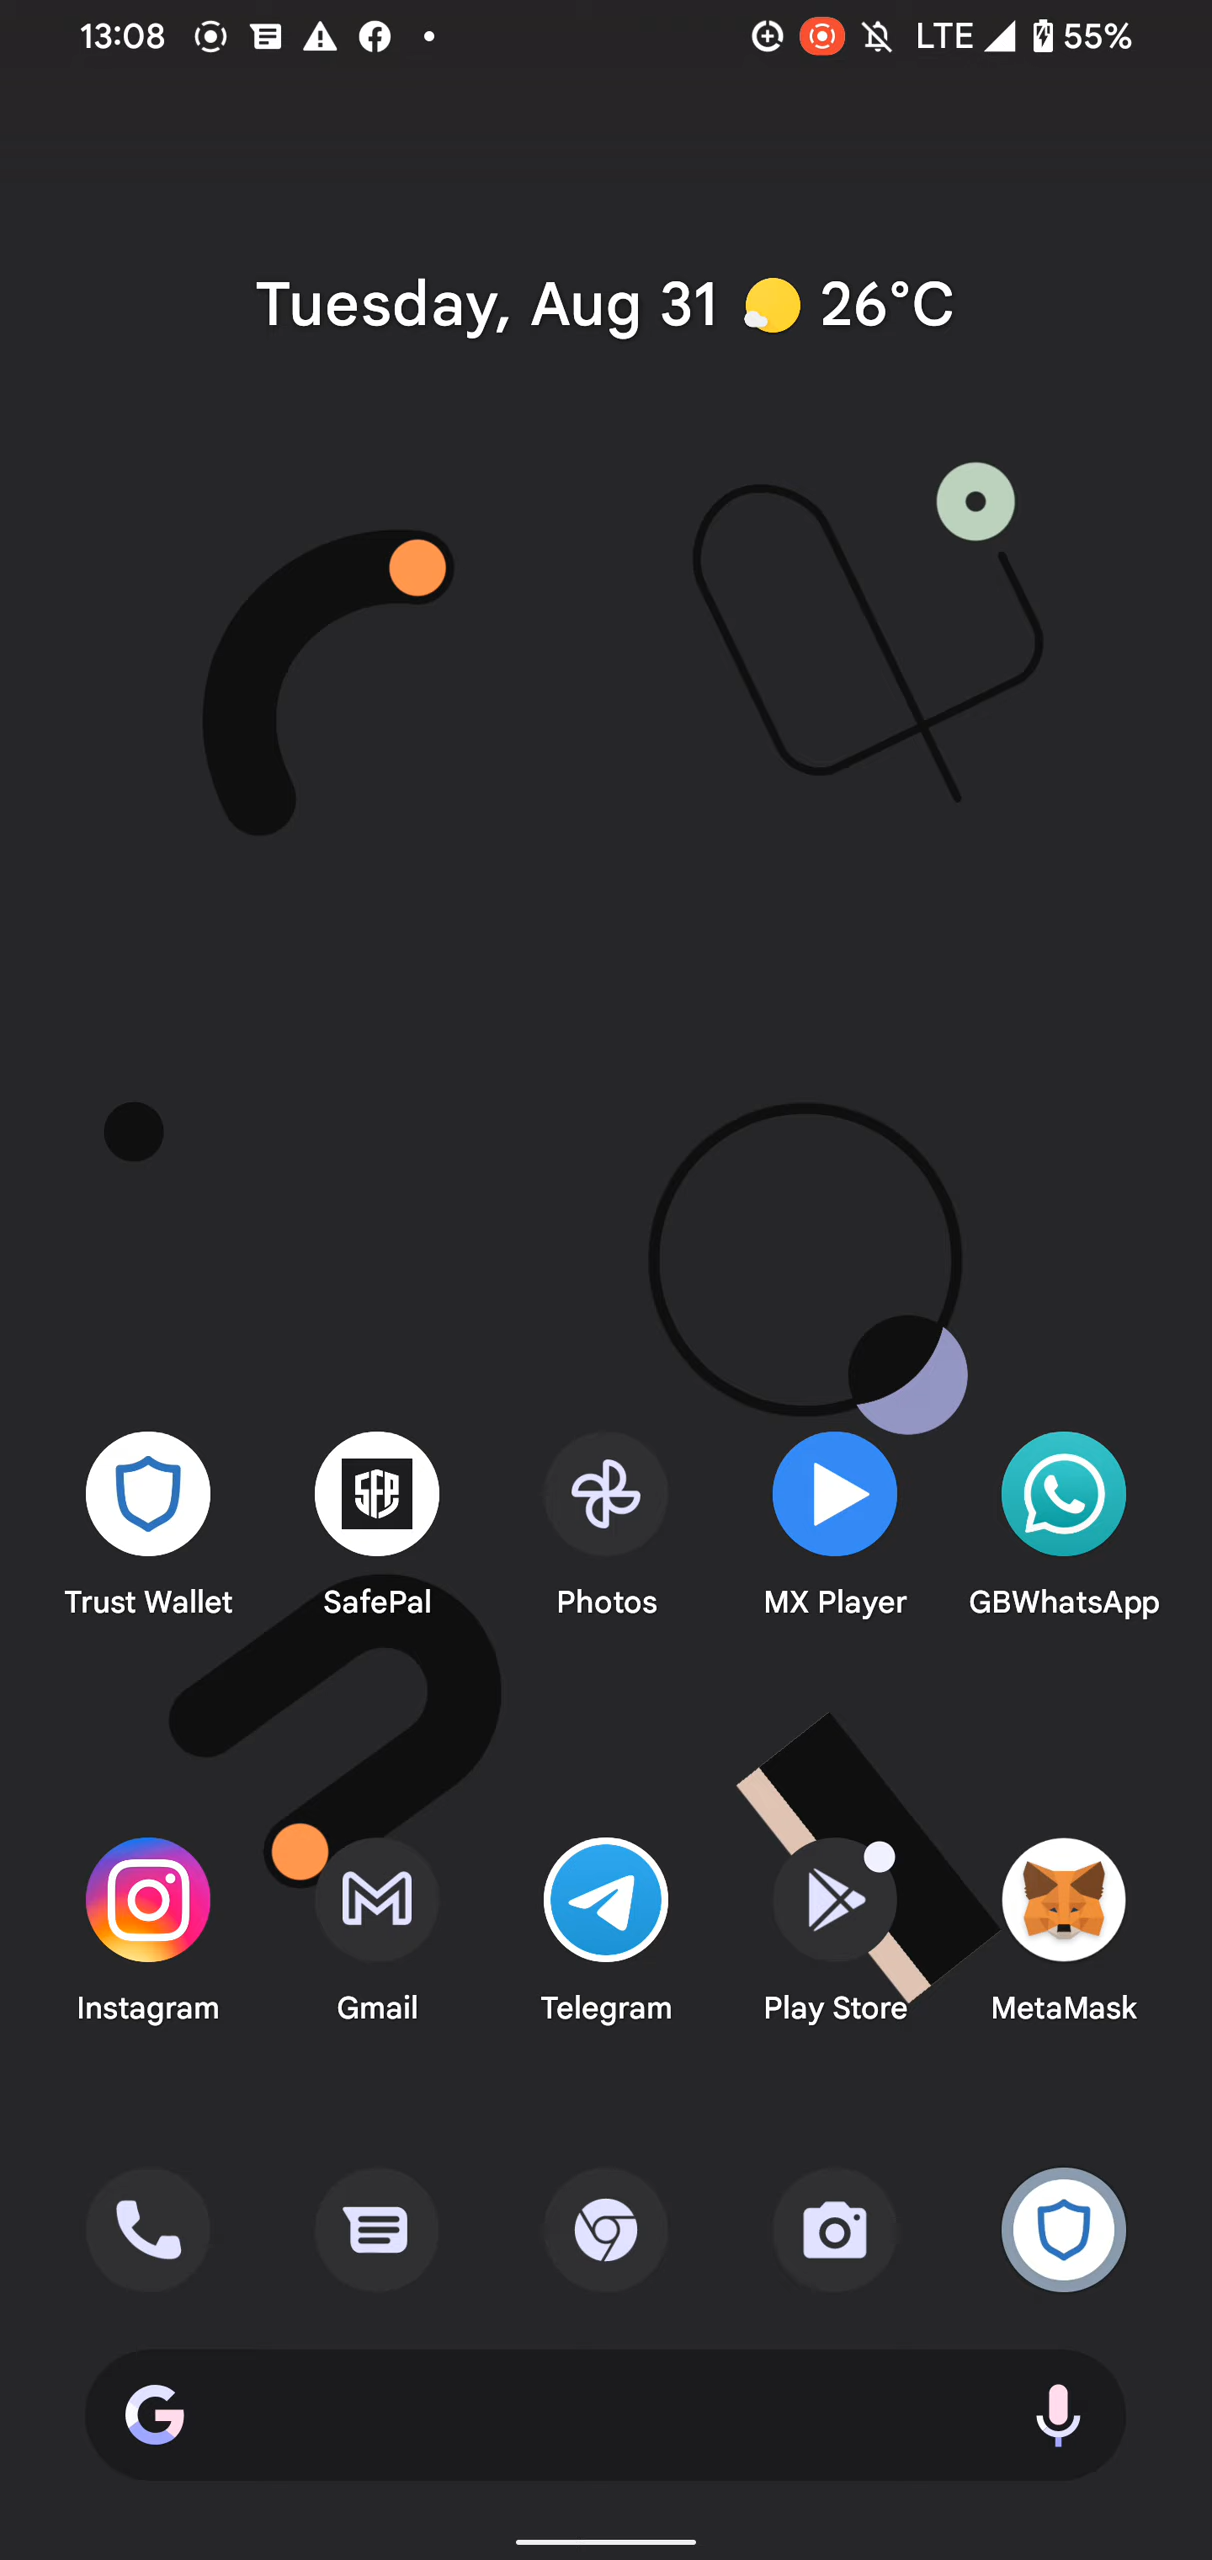 13:08 LTE 55%
Tuesday, Aug 31 26°C
SFP
Trust Wallet SafePal Photos MX Player GBWhatsApp
Instagram Gmail Telegram Play Store MetaMask